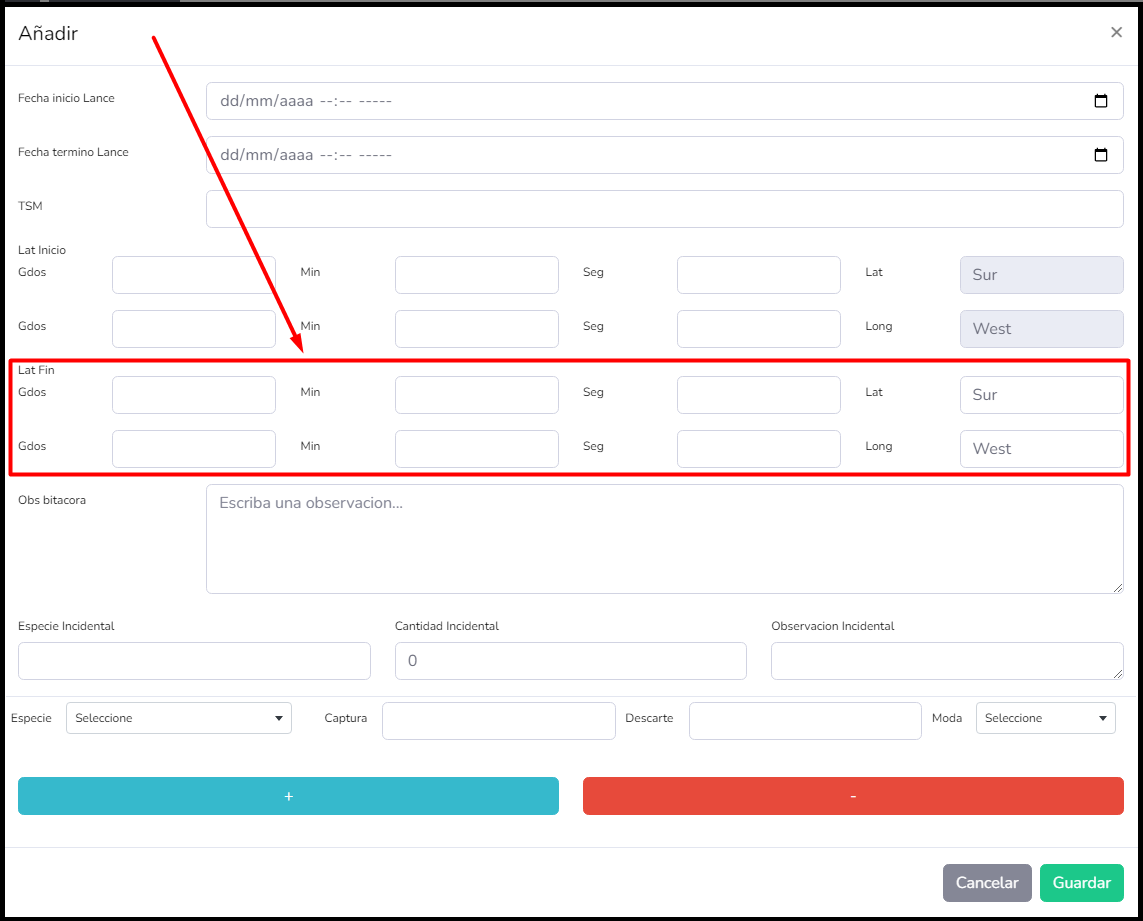 Añadir ×
Fecha inicio Lance dd/mm/aaaa --:-- -----
Fecha termino Lance dd/mm/aaaa --:-- -----
TSM
Lat Inicio
Gdos Min Seg Lat Sur
Gdos Min Seg Long West
Lat Fin
Gdos Min Seg Lat Sur
Gdos Min Seg Long West
Obs bitacora Escriba una observacion...
Especie Incidental Cantidad Incidental Observacion Incidental
0
Especie Seleccione Captura Descarte Moda Seleccione
+ -
Cancelar Guardar